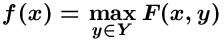 f(x) = max_{y∈Y} F(x, y)